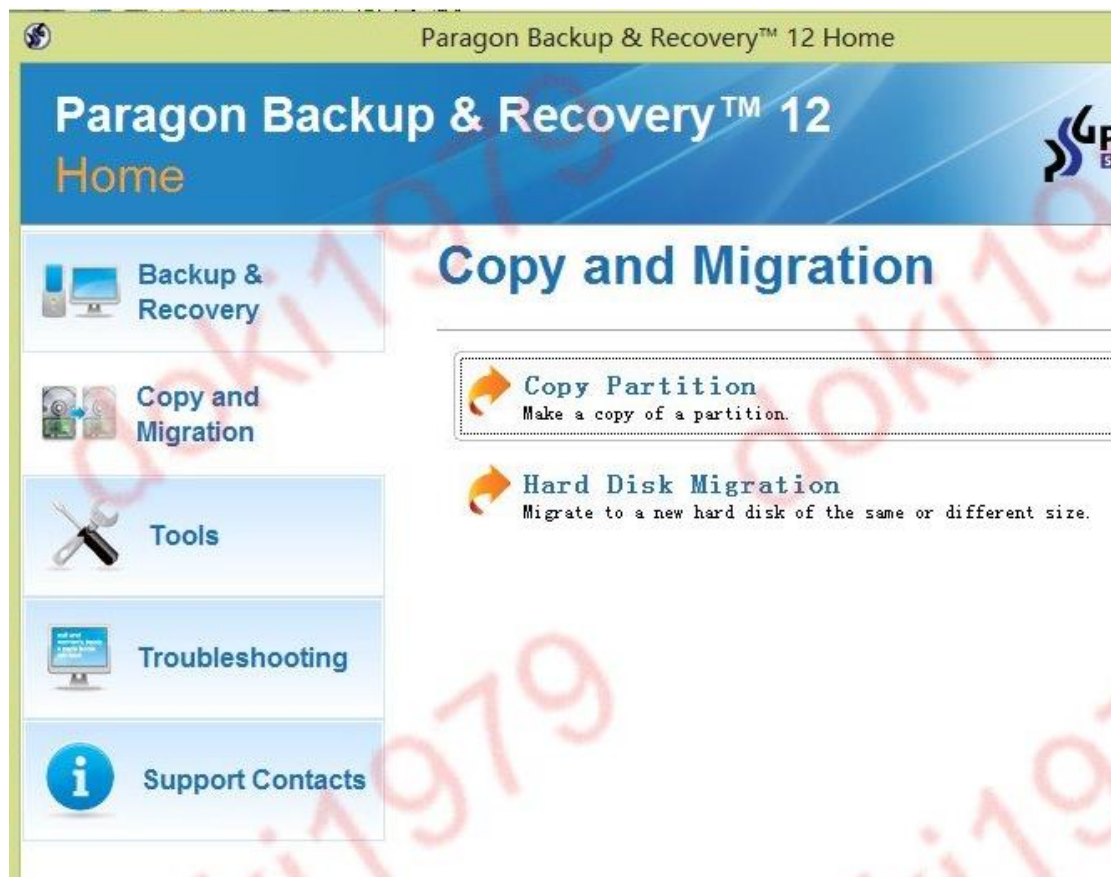 Paragon Backup & Recovery™ 12 Home
Paragon Backup & Recovery™ 12
Home
Backup &
Recovery
Copy and
Migration
Tools
Troubleshooting
Support Contacts
Copy and Migration
Copy Partition
Make a copy of a partition.
Hard Disk Migration
Migrate to a new hard disk of the same or different size.
doki1979